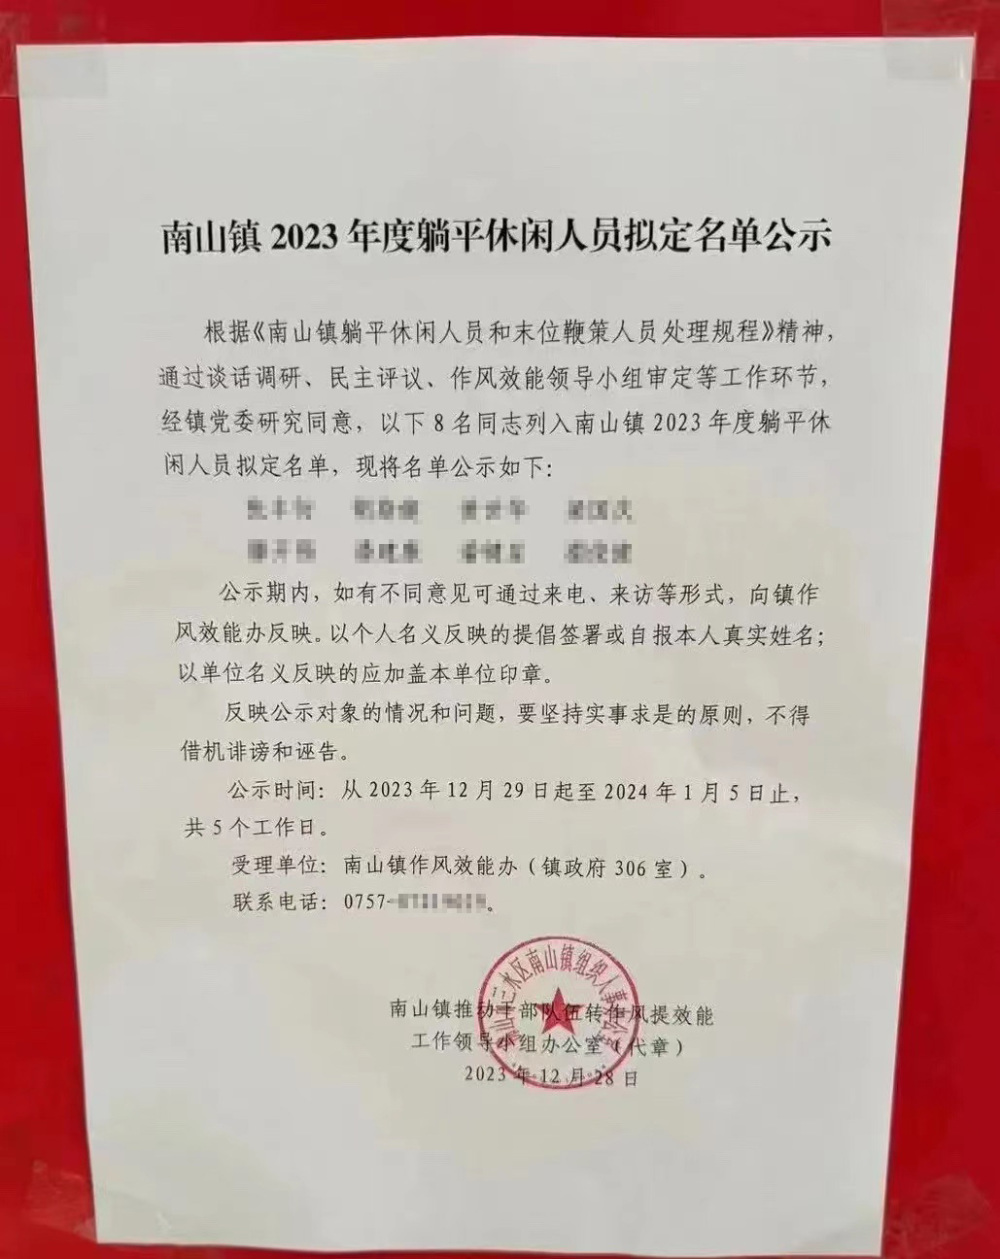 南山镇 2023 年度躺平休闲人员拟定名单公示
根据《南山镇躺平休闲人员和末位鞭策人员处理规程》精神，
通过谈话调研、民主评议、作风效能领导小组审定等工作环节，
经镇党委研究同意，以下 8 名同志列入南山镇 2023 年度躺平休
闲人员拟定名单，现将名单公示如下：
公示期内，如有不同意见可通过来电、来访等形式，向镇作
风效能办反映。以个人名义反映的提倡签署或自报本人真实姓名；
以单位名义反映的应加盖本单位印章。
反映公示对象的情况和问题，要坚持实事求是的原则，不得
借机诽谤和诬告。
公示时间：从 2023 年 12 月 29 日起至 2024 年 1 月 5 日止，
共 5 个工作日。
受理单位：南山镇作风效能办（镇政府 306 室）。
联系电话：0757-
南山镇推动干部队伍转作风提效能
工作领导小组办公室（代章）
2023 年 12 月 28 日
水区南山镇组织人事办公室